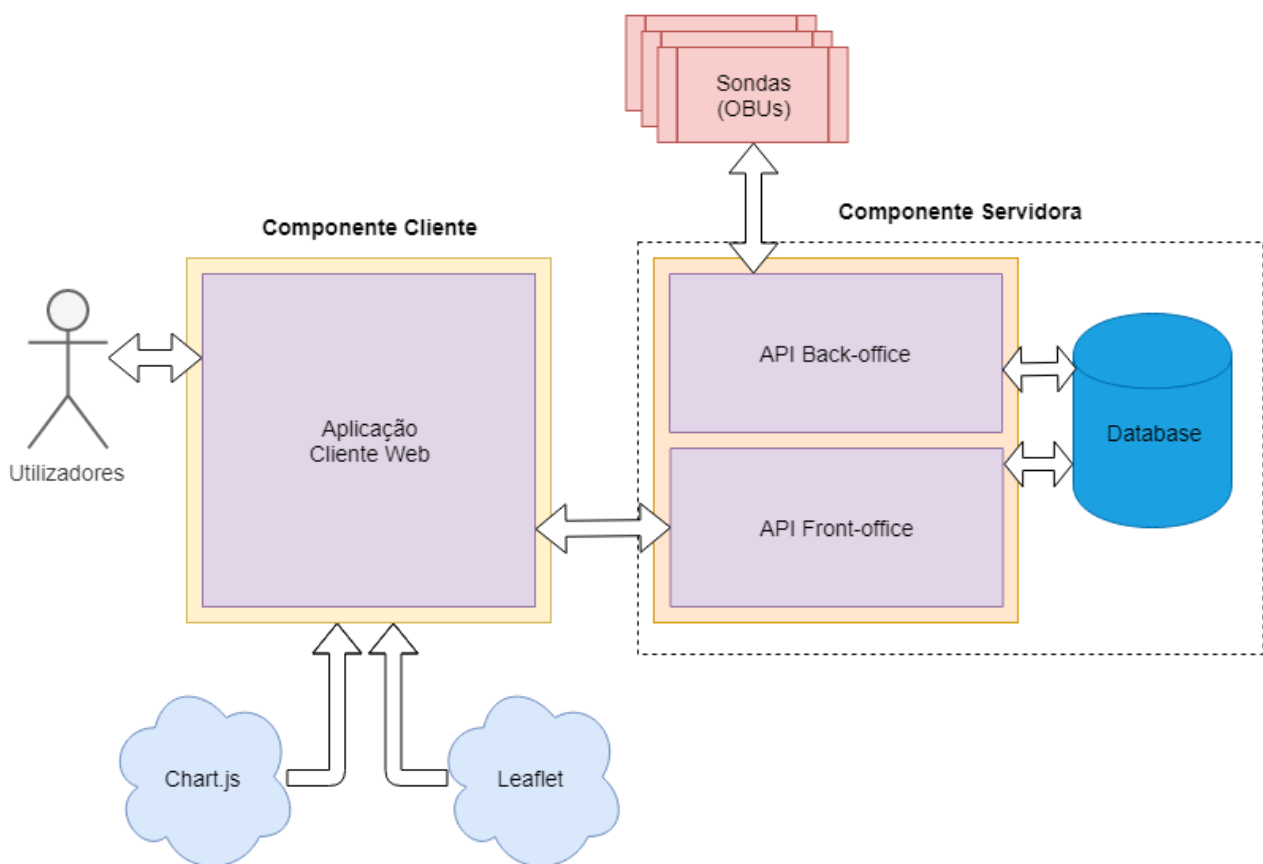 Sondas
(OBUs)
Componente Cliente
Componente Servidora
Utilizadores
Aplicação
Cliente Web
API Back-office
API Front-office
Database
Chart.js
Leaflet